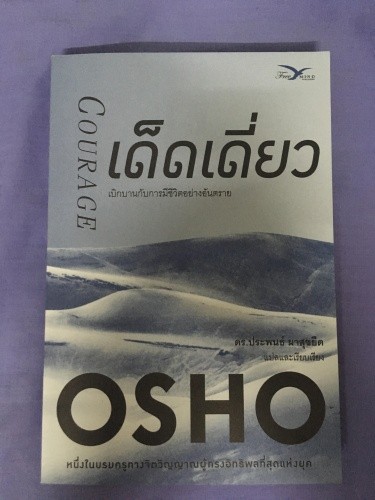 Free MIND
COURAGE
เด็ดเดี่ยว
เบิกบานกับการมีชีวิตอย่างอันตราย
ดร.ประพนธ์ ผาสุขยืด
แปลและเรียบเรียง
OSHO
หนึ่งในบรมครูทางจิตวิญญาณผู้ทรงอิทธิพลที่สุดแห่งยุค